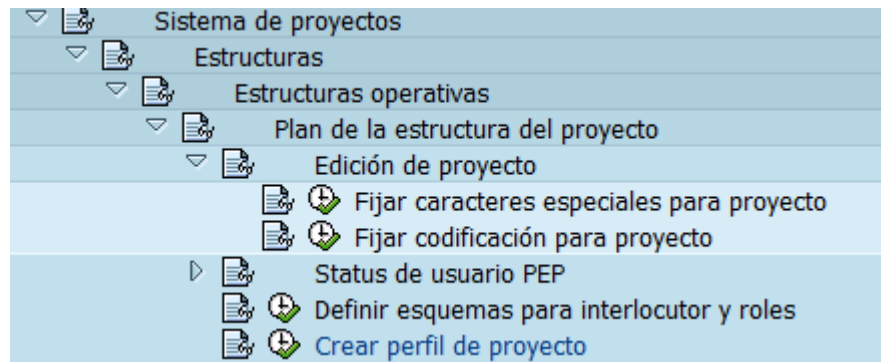 Sistema de proyectos
Estructuras
Estructuras operativas
Plan de la estructura del proyecto
Edición de proyecto
Fijar caracteres especiales para proyecto
Fijar codificación para proyecto
Status de usuario PEP
Definir esquemas para interlocutor y roles
Crear perfil de proyecto